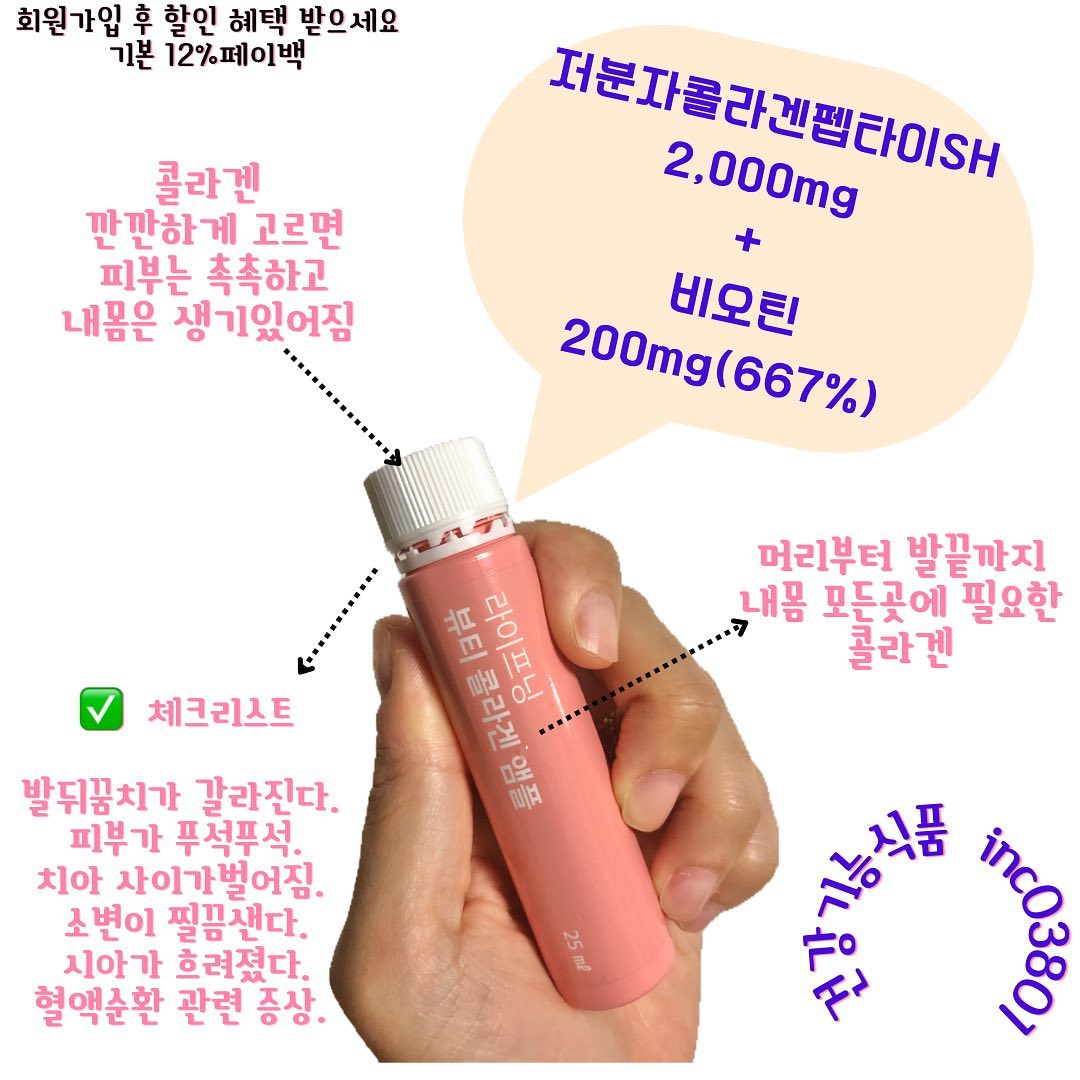 회원가입 후 할인 혜택 받으세요
기본 12%페이백
저분자콜라겐펩타이SH
2,000mg
+
비오틴
200mg(667%)
콜라겐
깐깐하게 고르면
피부는 촉촉하고
내몸은 생기있어짐
머리부터 발끝까지
내몸 모든곳에 필요한
콜라겐
라이프닝
뷰티 콜라겐 앰플
25 ㎖
✅ 체크리스트
발뒤꿈치가 갈라진다.
피부가 푸석푸석.
치아 사이가벌어짐.
소변이 찔끔샌다.
시아가 흐려졌다.
혈액순환 관련 증상.
건강기능식품 inc03801